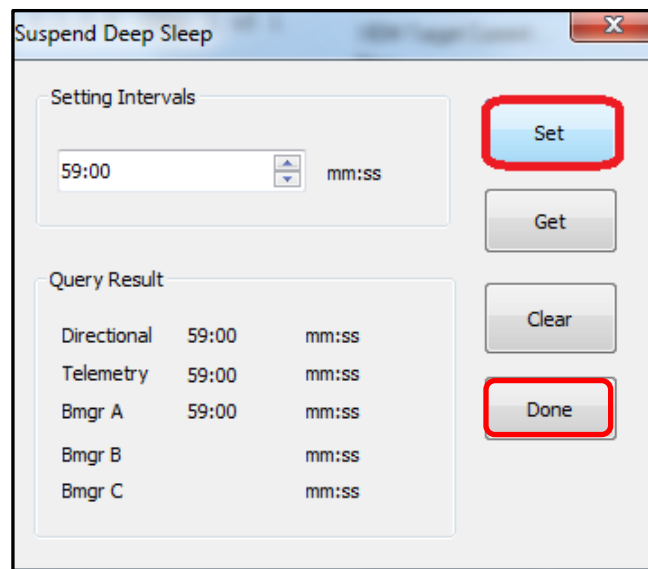 Suspend Deep Sleep
Setting Intervals
59:00 mm:ss
Set
Get
Clear
Done
Query Result
Directional 59:00 mm:ss
Telemetry 59:00 mm:ss
Bmgr A 59:00 mm:ss
Bmgr B mm:ss
Bmgr C mm:ss